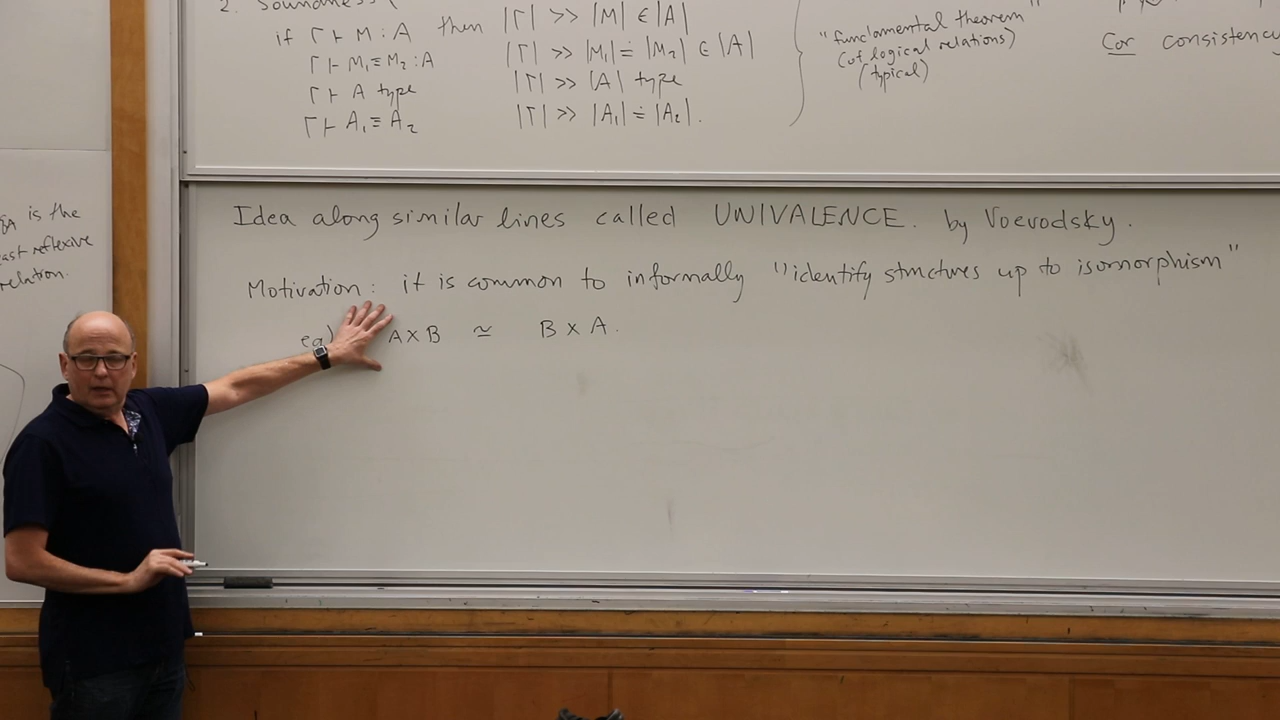 2. Soundness (
if Γ ⊢ M : A then |Γ| >> |M| ∈ |A|
Γ ⊢ M₁ ≡ M₂ : A |Γ| >> |M₁| ≐ |M₂| ∈ |A|
Γ ⊢ A type |Γ| >> |A| type
Γ ⊢ A₁ ≡ A₂ |Γ| >> |A₁| ≐ |A₂|.
"fundamental theorem"
(of logical relations)
(typical)
Cor consistency
is the
reflexive
relation.
Idea along similar lines called UNIVALENCE. by Voevodsky.
Motivation: it is common to informally "identify structures up to isomorphism"
eg) A × B ≃ B × A.